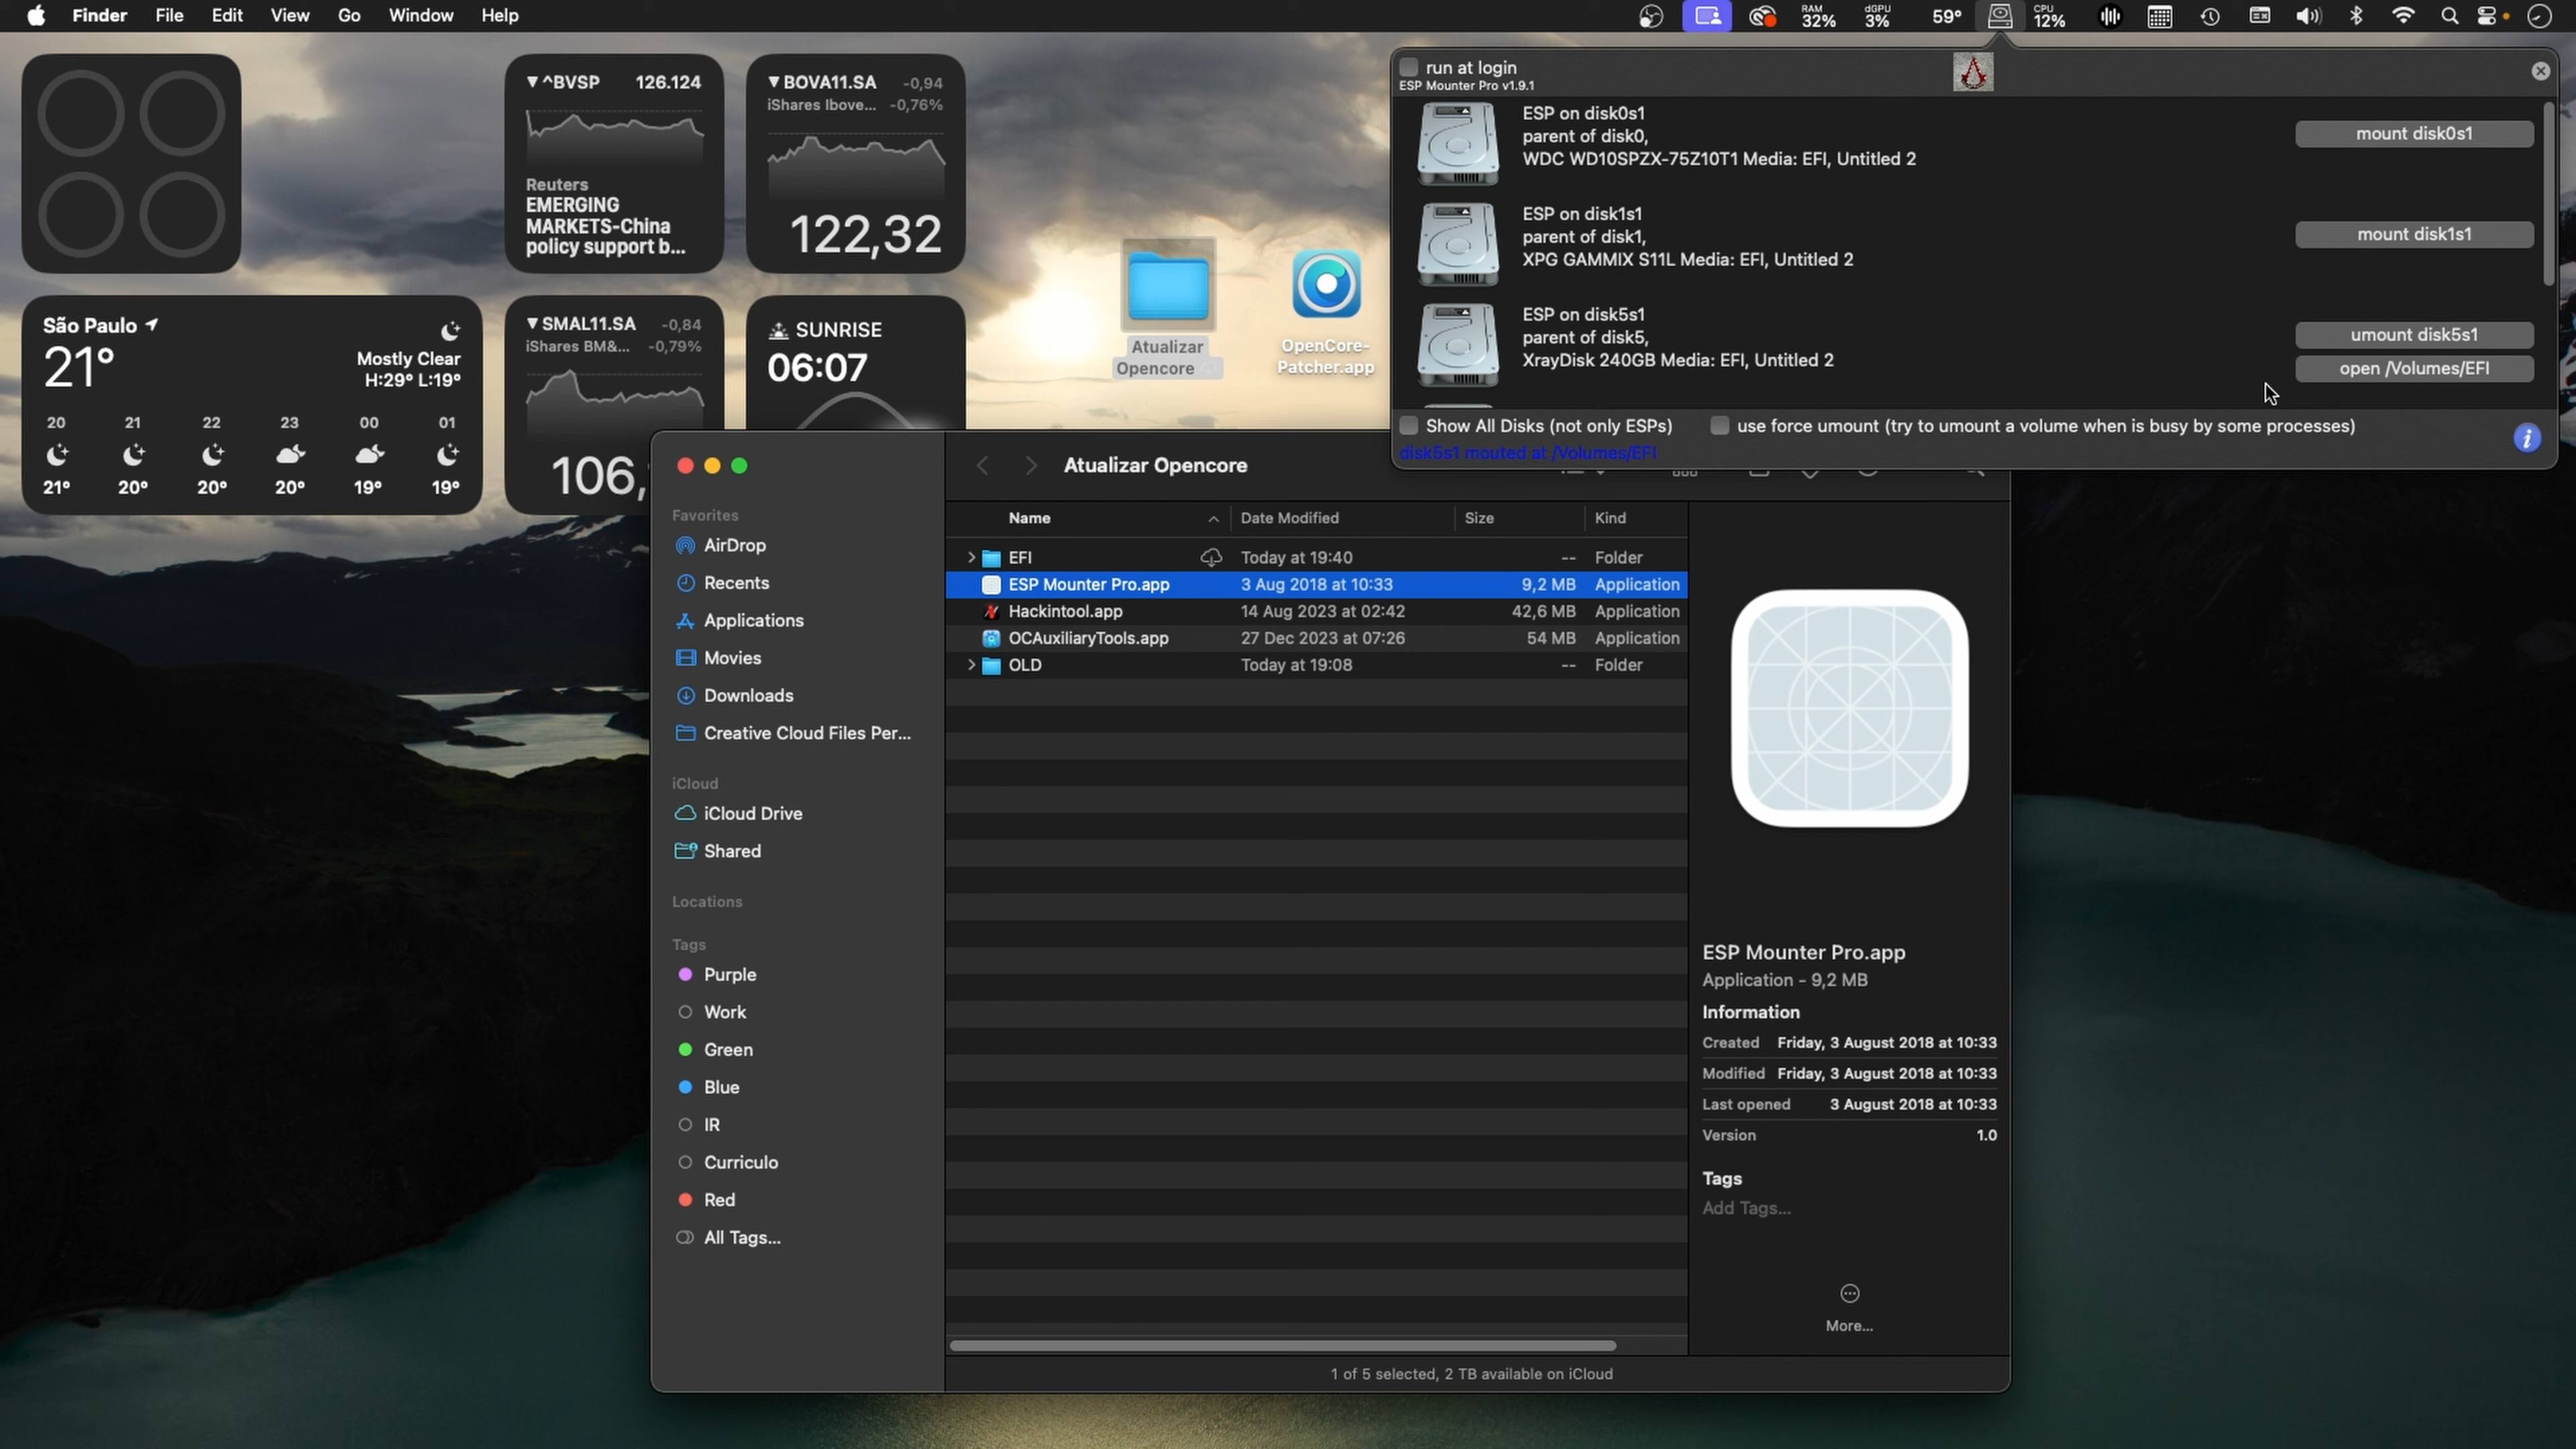 Finder File Edit View Go Window Help
RAM 32% dGPU 3% 59° CPU 12%
▼ ^BVSP 126.124
Reuters
EMERGING
MARKETS-China
policy support b...
▼ BOVA11.SA -0,94
iShares Ibove... -0,76%
122,32
São Paulo
21°
Mostly Clear
H:29° L:19°
20 21 22 23 00 01
21° 20° 20° 20° 19° 19°
▼ SMAL11.SA -0,84
iShares BM&... -0,79%
106,
SUNRISE
06:07
Atualizar
Opencore
OpenCore-
Patcher.app
run at login
ESP Mounter Pro v1.9.1
ESP on disk0s1
parent of disk0,
WDC WD10SPZX-75Z10T1 Media: EFI, Untitled 2
mount disk0s1
ESP on disk1s1
parent of disk1,
XPG GAMMIX S11L Media: EFI, Untitled 2
mount disk1s1
ESP on disk5s1
parent of disk5,
XrayDisk 240GB Media: EFI, Untitled 2
umount disk5s1
open /Volumes/EFI
Show All Disks (not only ESPs) use force umount (try to umount a volume when is busy by some processes)
disk5s1 mouted at /Volumes/EFI
Atualizar Opencore
Favorites
AirDrop
Recents
Applications
Movies
Downloads
Creative Cloud Files Per...
iCloud
iCloud Drive
Shared
Locations
Tags
Purple
Work
Green
Blue
IR
Curriculo
Red
All Tags...
Name Date Modified Size Kind
EFI Today at 19:40 -- Folder
ESP Mounter Pro.app 3 Aug 2018 at 10:33 9,2 MB Application
Hackintool.app 14 Aug 2023 at 02:42 42,6 MB Application
OCAuxiliaryTools.app 27 Dec 2023 at 07:26 54 MB Application
OLD Today at 19:08 -- Folder
ESP Mounter Pro.app
Application - 9,2 MB
Information
Created Friday, 3 August 2018 at 10:33
Modified Friday, 3 August 2018 at 10:33
Last opened 3 August 2018 at 10:33
Version 1.0
Tags
Add Tags...
More...
1 of 5 selected, 2 TB available on iCloud